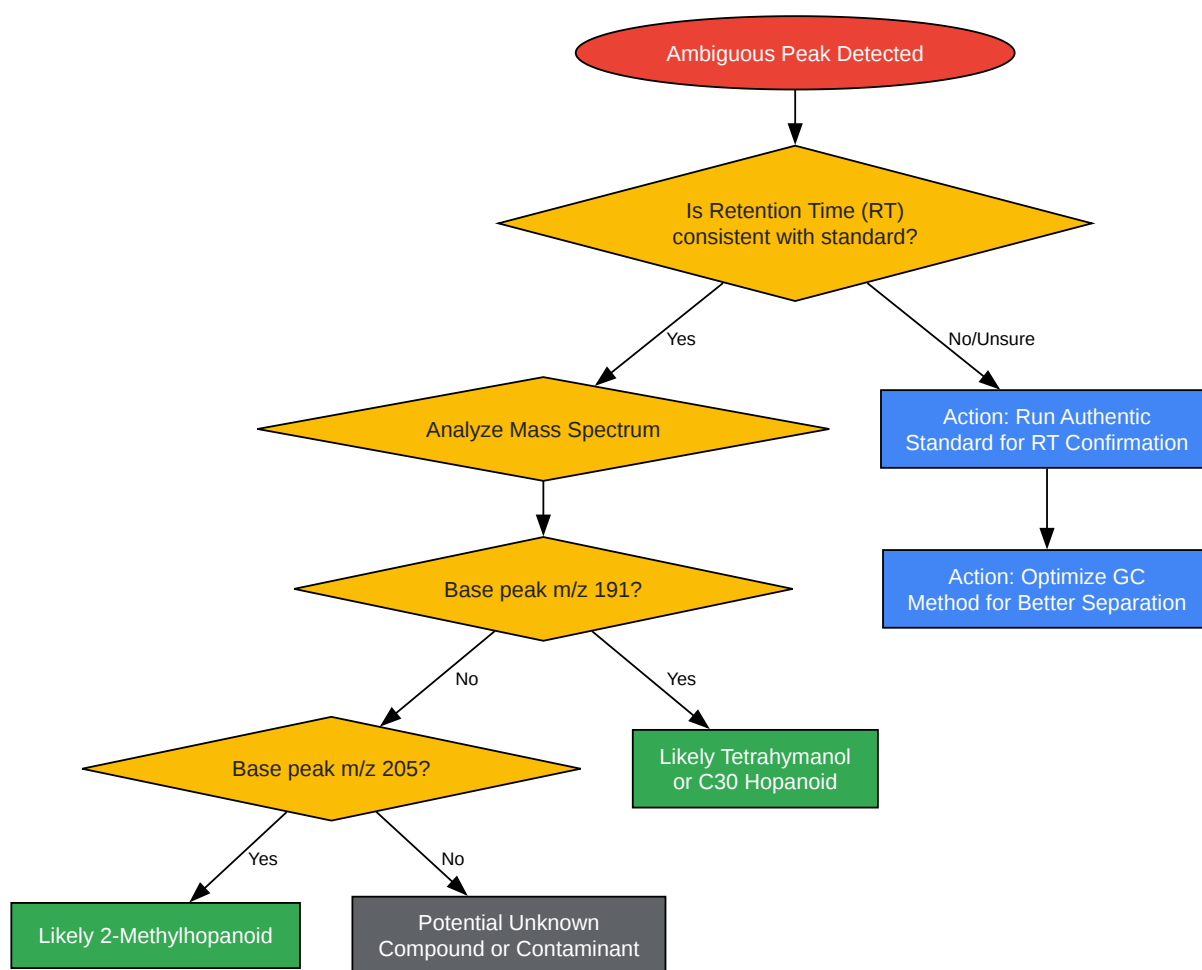 Ambiguous Peak Detected
Is Retention Time (RT)
consistent with standard?
Yes
No/Unsure
Analyze Mass Spectrum
Action: Run Authentic
Standard for RT Confirmation
Base peak m/z 191?
Action: Optimize GC
Method for Better Separation
No
Yes
Base peak m/z 205?
Likely Tetrahymanol
or C30 Hopanoid
Yes
No
Likely 2-Methylhopanoid
Potential Unknown
Compound or Contaminant